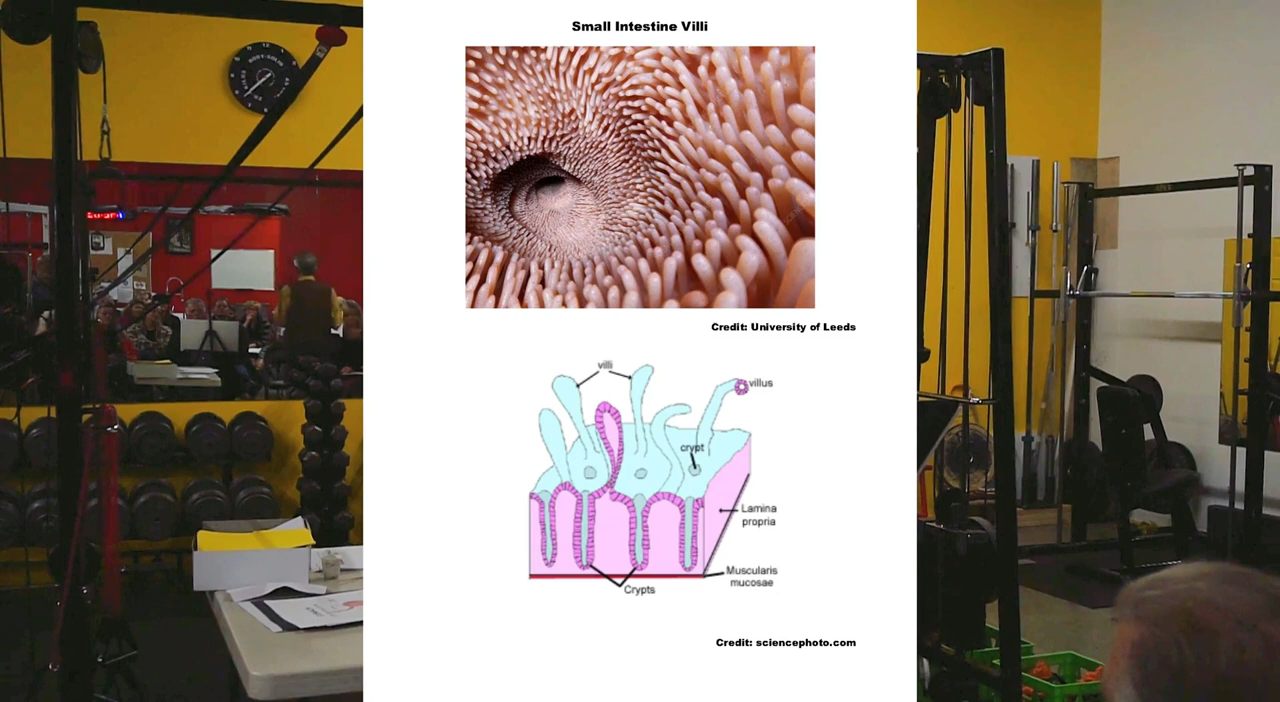 Small Intestine Villi
Credit: University of Leeds
villi
villus
crypt
Lamina
propria
Muscularis
mucosae
Crypts
Credit: sciencephoto.com